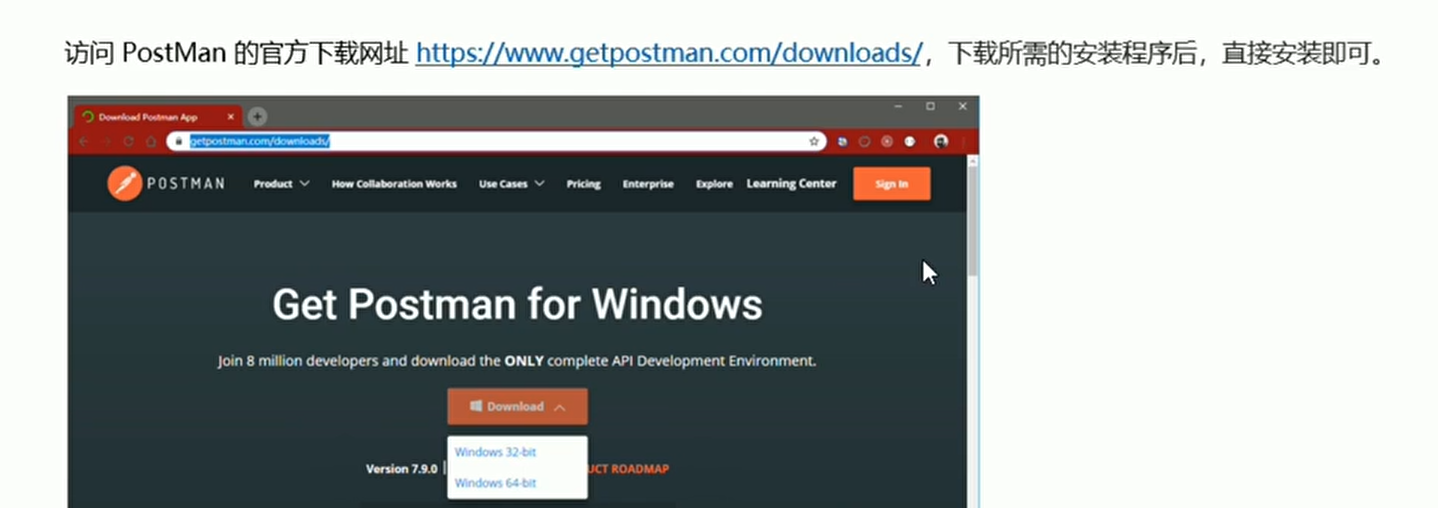 访问 PostMan 的官方下载网址 https://www.getpostman.com/downloads/，下载所需的安装程序后，直接安装即可。
Download Postman App
getpostman.com/downloads/
POSTMAN Product How Collaboration Works Use Cases Pricing Enterprise Explore Learning Center Sign In
Get Postman for Windows
Join 8 million developers and download the ONLY complete API Development Environment.
Download
Windows 32-bit
Version 7.9.0 | UCT ROADMAP
Windows 64-bit